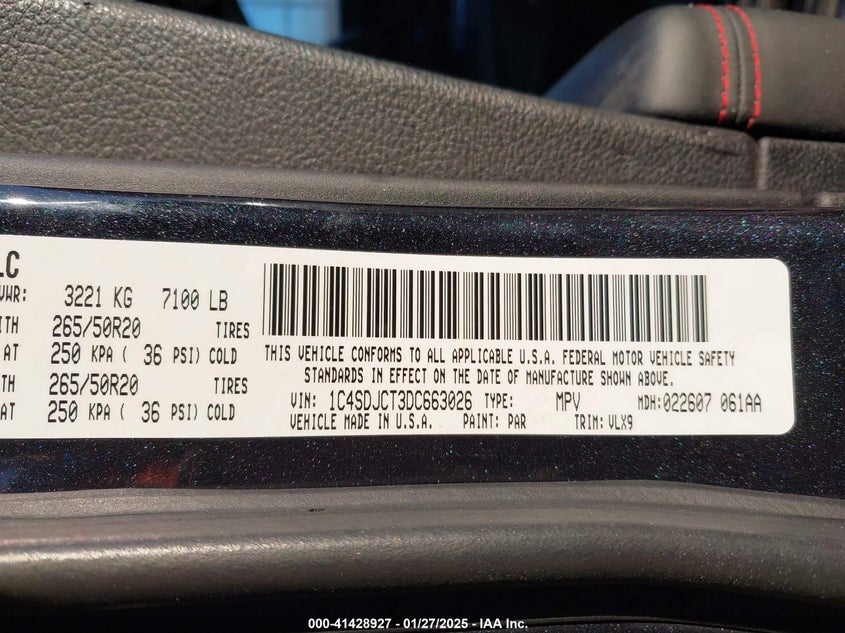 LC
VWR: 3221 KG 7100 LB
ITH 265/50R20 TIRES
AT 250 KPA ( 36 PSI) COLD
TH 265/50R20 TIRES
AT 250 KPA ( 36 PSI) COLD
THIS VEHICLE CONFORMS TO ALL APPLICABLE U.S.A. FEDERAL MOTOR VEHICLE SAFETY
STANDARDS IN EFFECT ON THE DATE OF MANUFACTURE SHOWN ABOVE.
VIN: 1C4SDJCT3DC663026 TYPE: MPV MDH:022607 061AA
VEHICLE MADE IN U.S.A. PAINT: PAR TRIM: VLX9
000-41428927 - 01/27/2025 - IAA Inc.